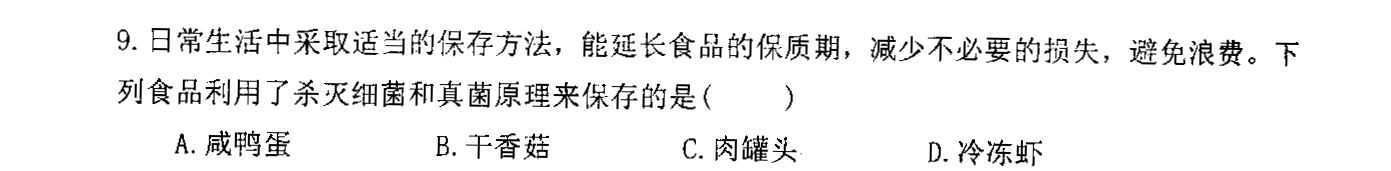 9. 日常生活中采取适当的保存方法，能延长食品的保质期，减少不必要的损失，避免浪费。下
列食品利用了杀灭细菌和真菌原理来保存的是(　　)
A. 咸鸭蛋　B. 干香菇　C. 肉罐头　D. 冷冻虾